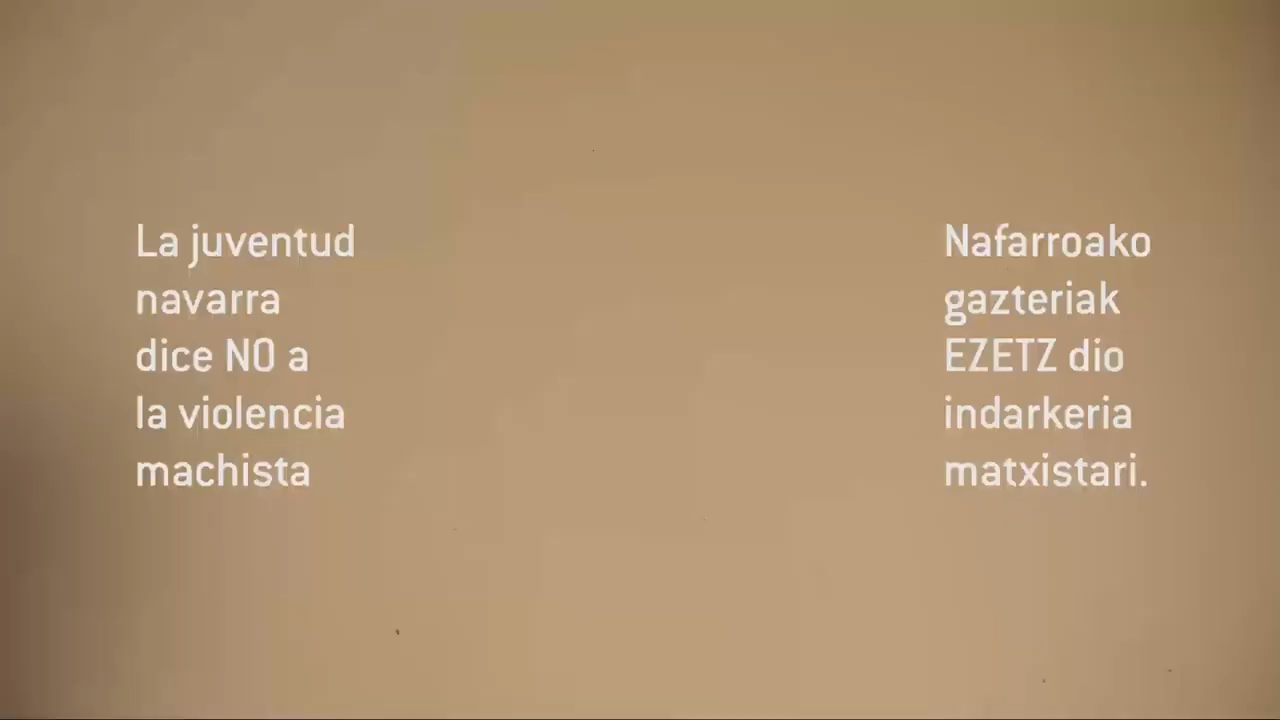 La juventud
navarra
dice NO a
la violencia
machista
Nafarroako
gazteriak
EZETZ dio
indarkeria
matxistari.